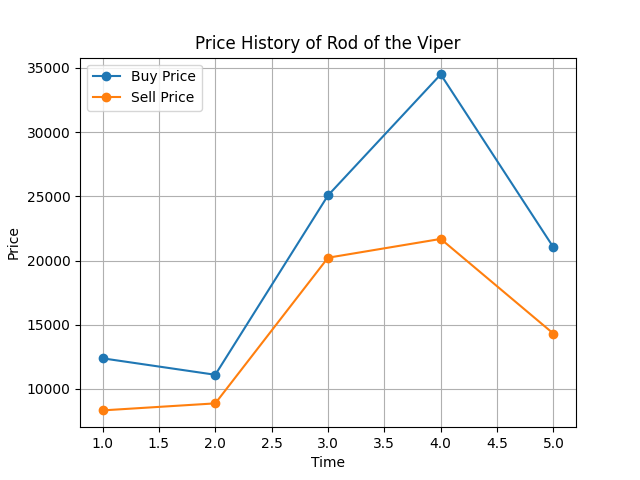 Price History of Rod of the Viper
Buy Price
Sell Price
35000
30000
25000
20000
15000
10000
Price
1.0 1.5 2.0 2.5 3.0 3.5 4.0 4.5 5.0
Time